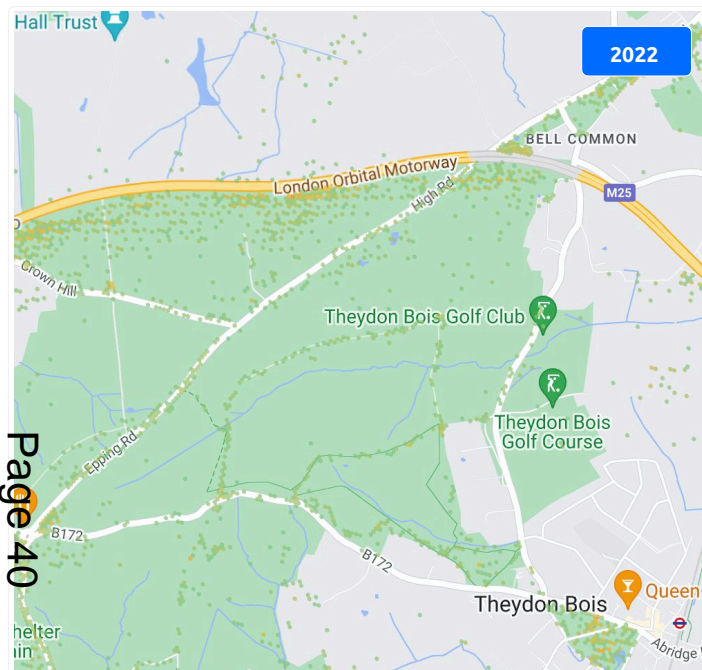 Hall Trust
2022
BELL COMMON
London Orbital Motorway
M25
High Rd
Crown Hill
Theydon Bois Golf Club
Theydon Bois
Golf Course
Epping Rd
Page 40
B172
B172
Theydon Bois
Queen
helter
in
Abridge